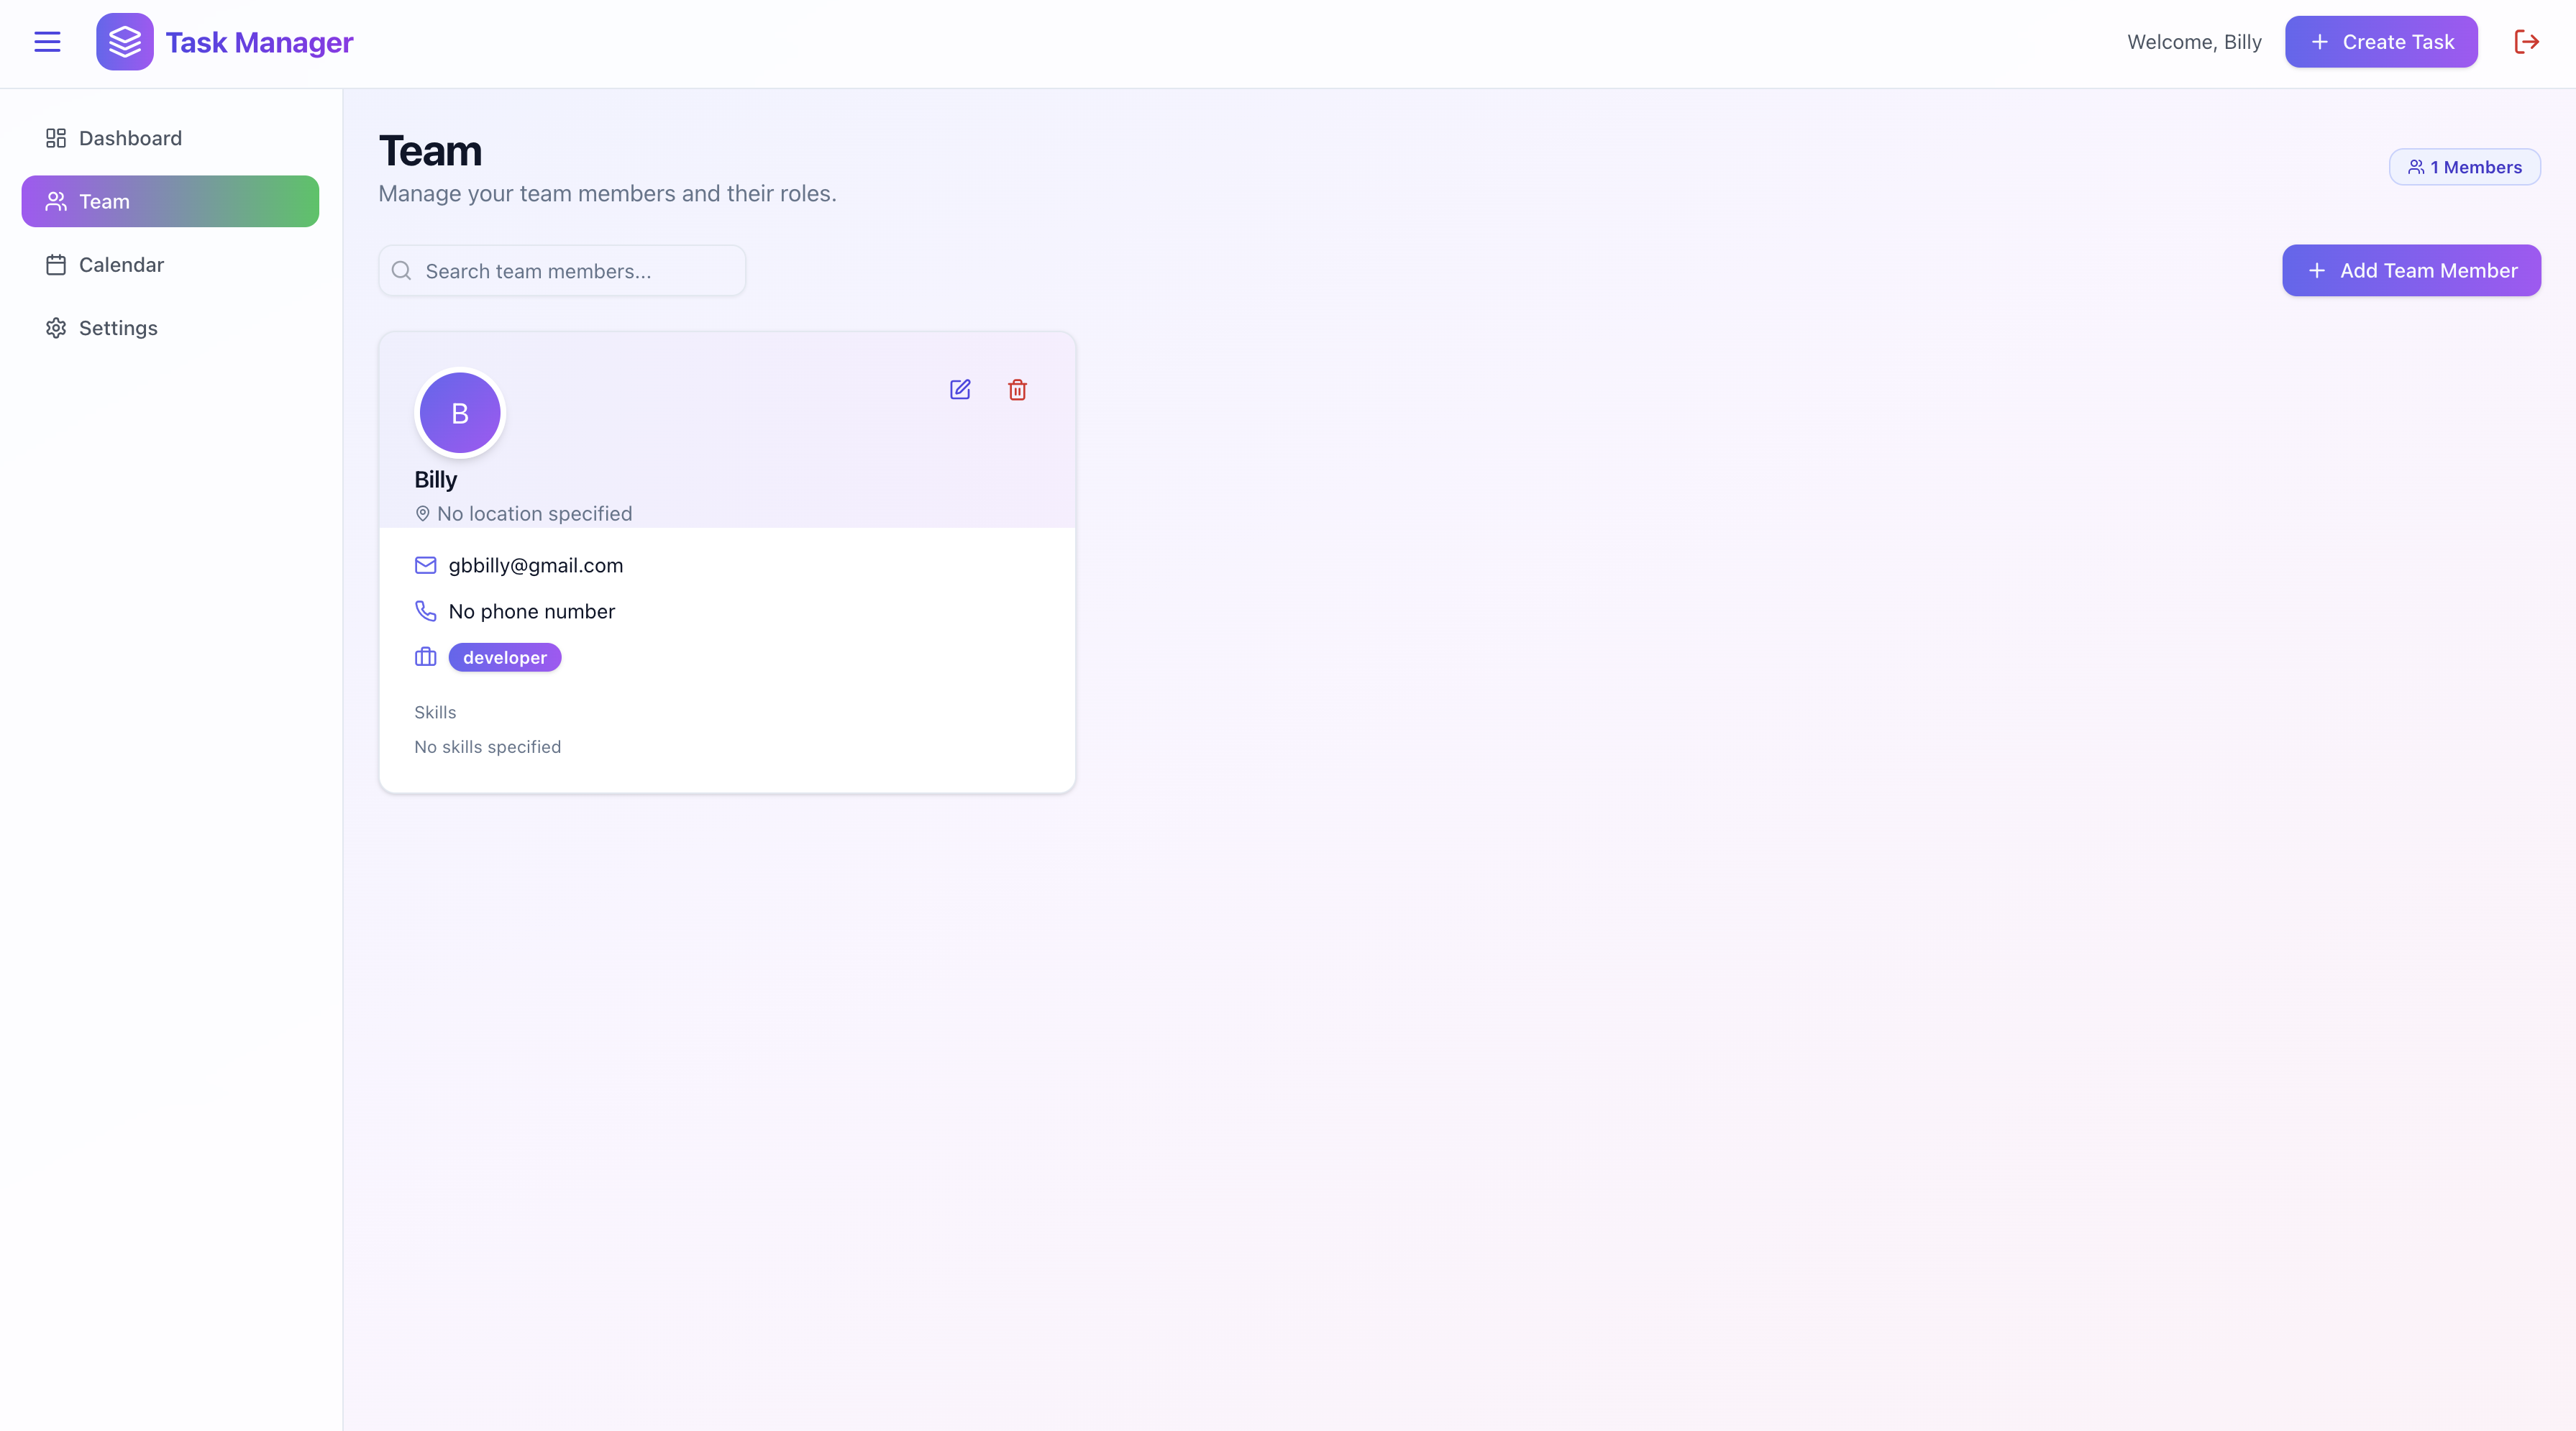 Task Manager
Welcome, Billy
Create Task
Dashboard
Team
Calendar
Settings
Team
Manage your team members and their roles.
1 Members
Search team members...
Add Team Member
B
Billy
No location specified
gbbilly@gmail.com
No phone number
developer
Skills
No skills specified